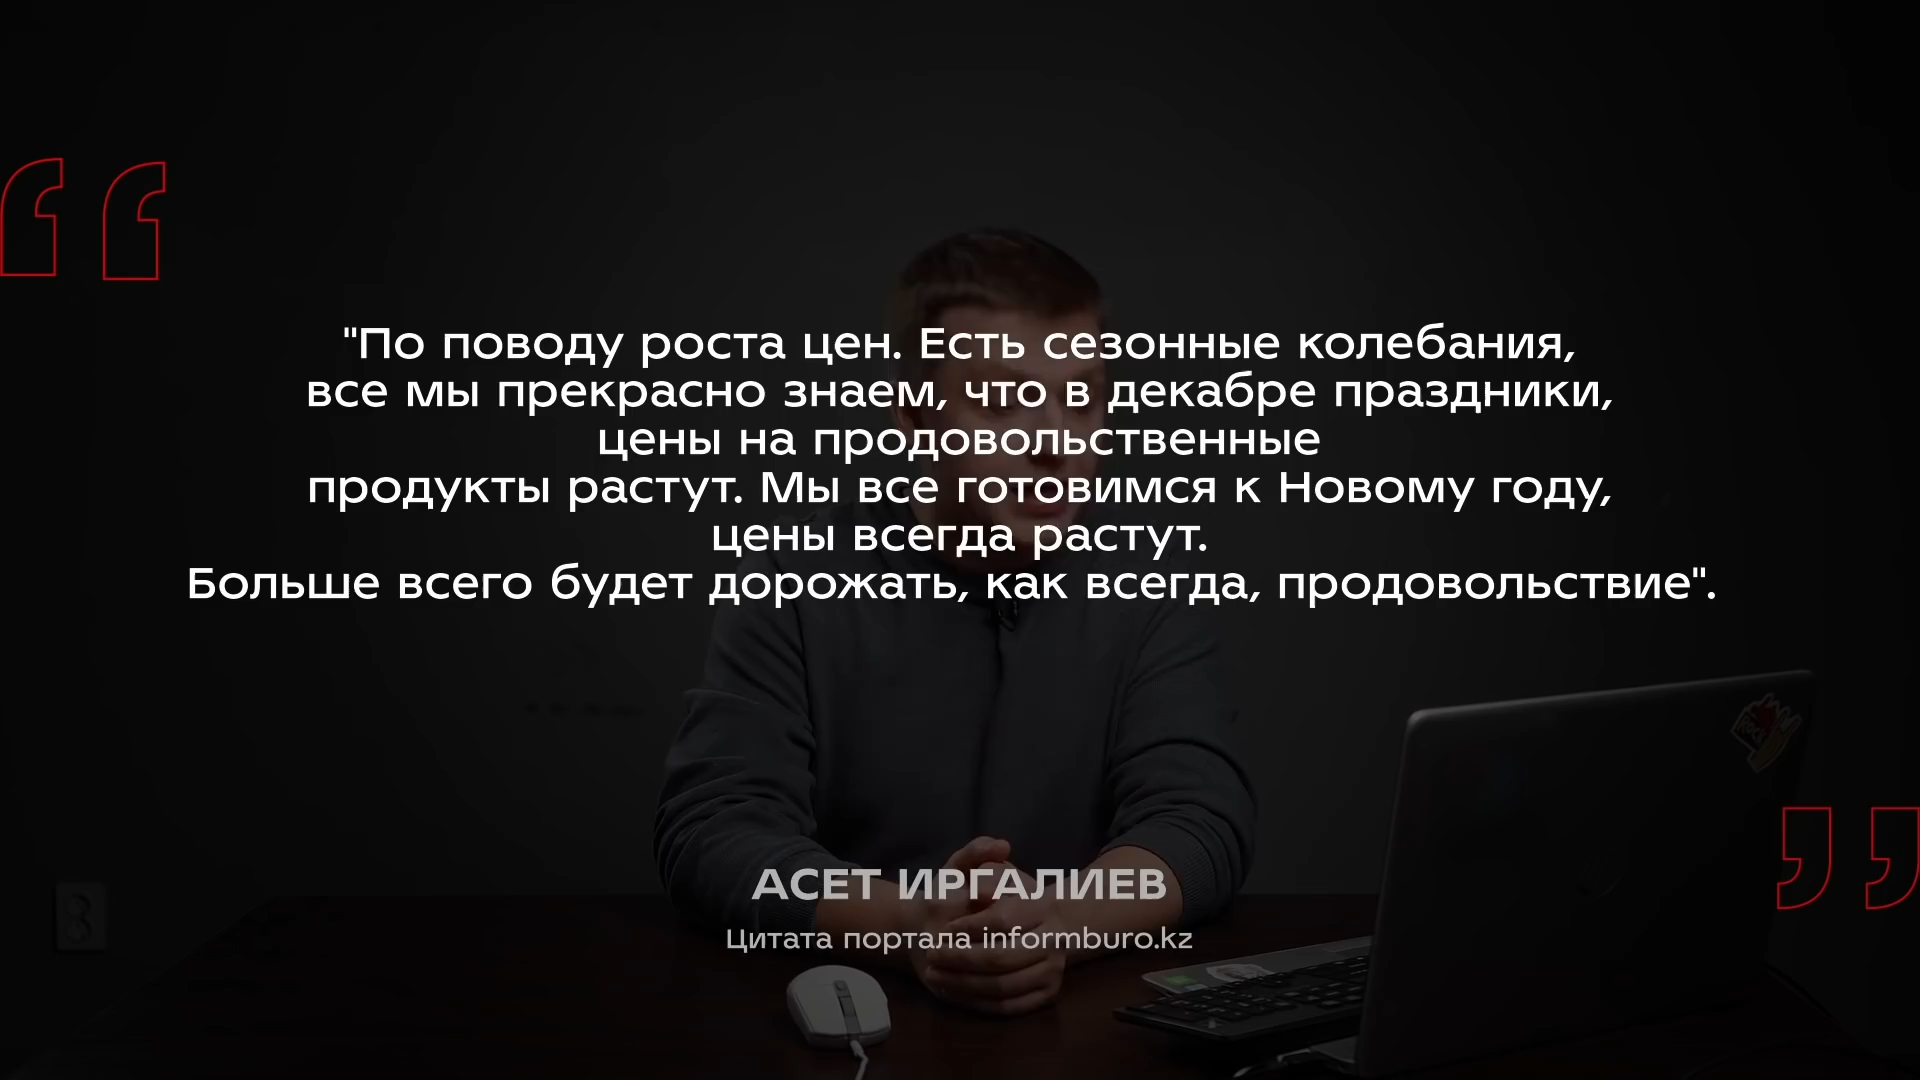 "По поводу роста цен. Есть сезонные колебания,
все мы прекрасно знаем, что в декабре праздники,
цены на продовольственные
продукты растут. Мы все готовимся к Новому году,
цены всегда растут.
Больше всего будет дорожать, как всегда, продовольствие".
АСЕТ ИРГАЛИЕВ
Цитата портала informburo.kz